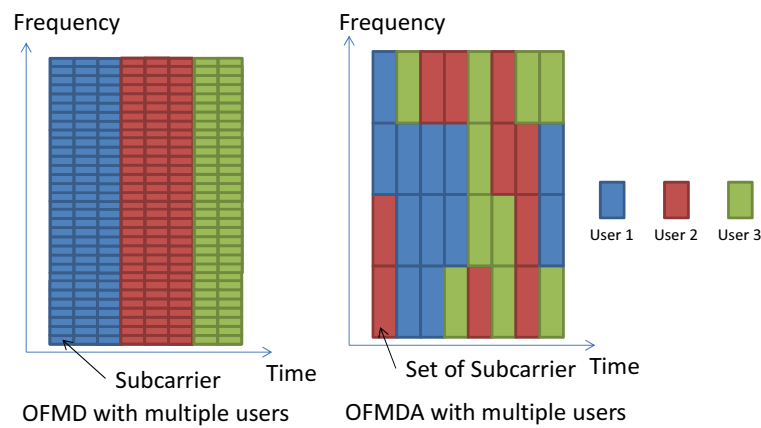 Frequency
Frequency
User 1 User 2 User 3
Subcarrier
Time
Set of Subcarrier
Time
OFMD with multiple users
OFMDA with multiple users